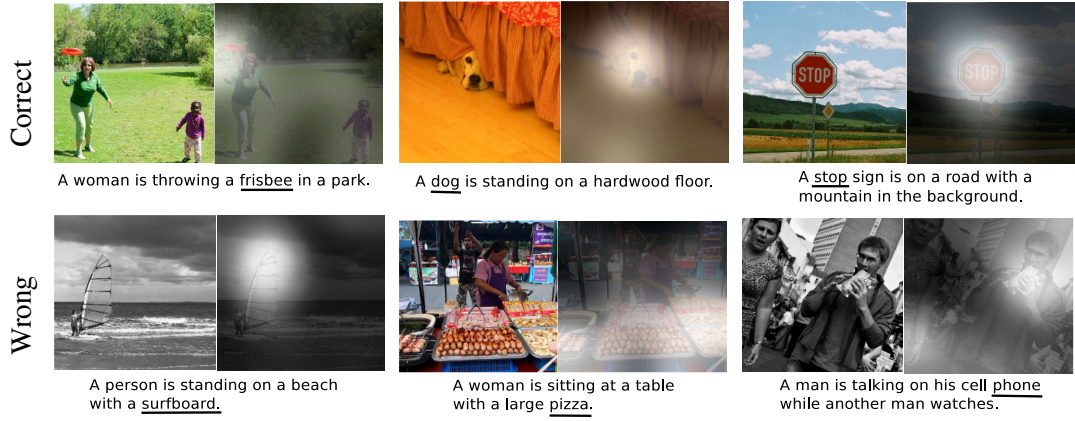 Correct
STOP
STOP
A woman is throwing a frisbee in a park.
A dog is standing on a hardwood floor.
A stop sign is on a road with a
mountain in the background.
Wrong
A person is standing on a beach
with a surfboard.
A woman is sitting at a table
with a large pizza.
A man is talking on his cell phone
while another man watches.